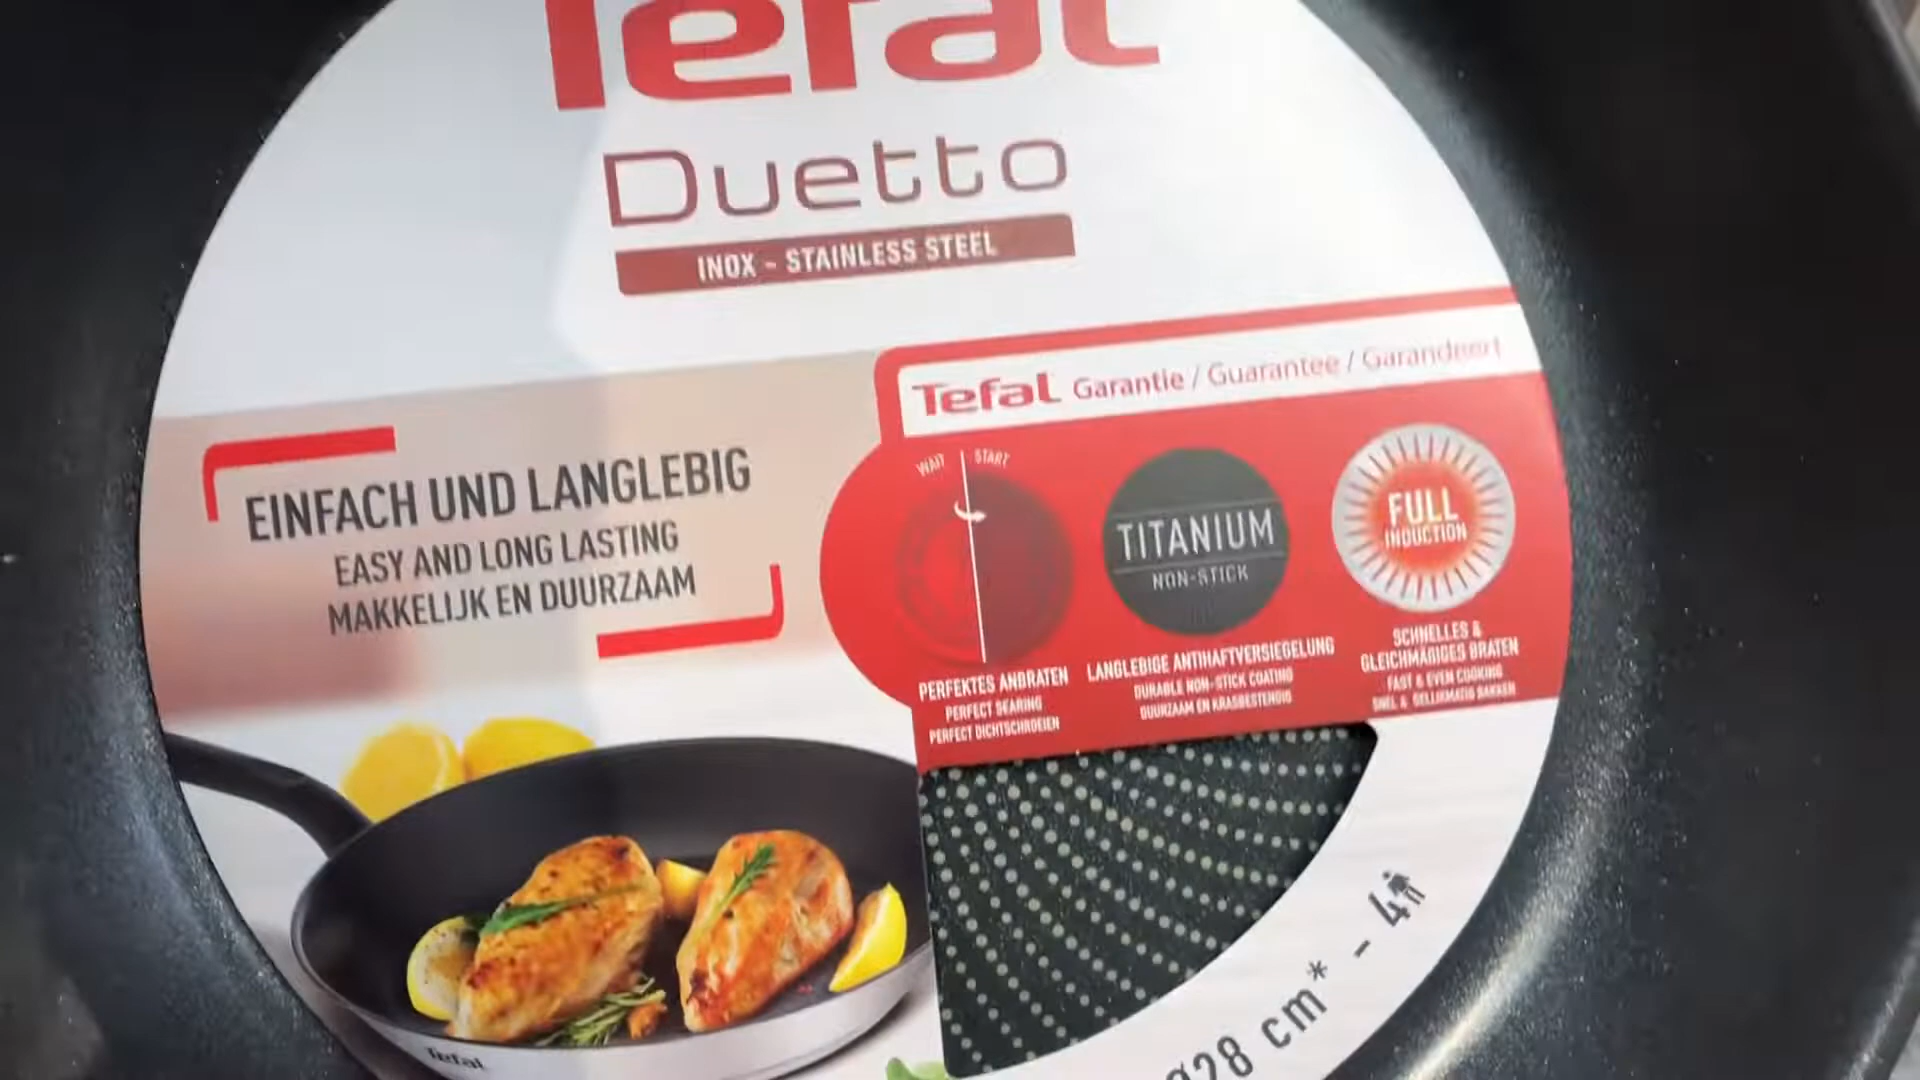 Tefal
Duetto
INOX - STAINLESS STEEL
Tefal Garantie / Guarantee / Garandeert
EINFACH UND LANGLEBIG
EASY AND LONG LASTING
MAKKELIJK EN DUURZAAM
WAIT START
TITANIUM
NON-STICK
FULL
INDUCTION
PERFEKTES ANBRATEN
PERFECT SEARING
PERFECT DICHTSCHROEIEN
LANGLEBIGE ANTIHAFTVERSIEGELUNG
DURABLE NON-STICK COATING
DUURZAAM EN KRASBESTENDIG
SCHNELLES &
GLEICHMÄßIGES BRATEN
FAST & EVEN COOKING
SNEL & GELIJKMATIG BAKKEN
Tefal
Ø28 cm* - 4